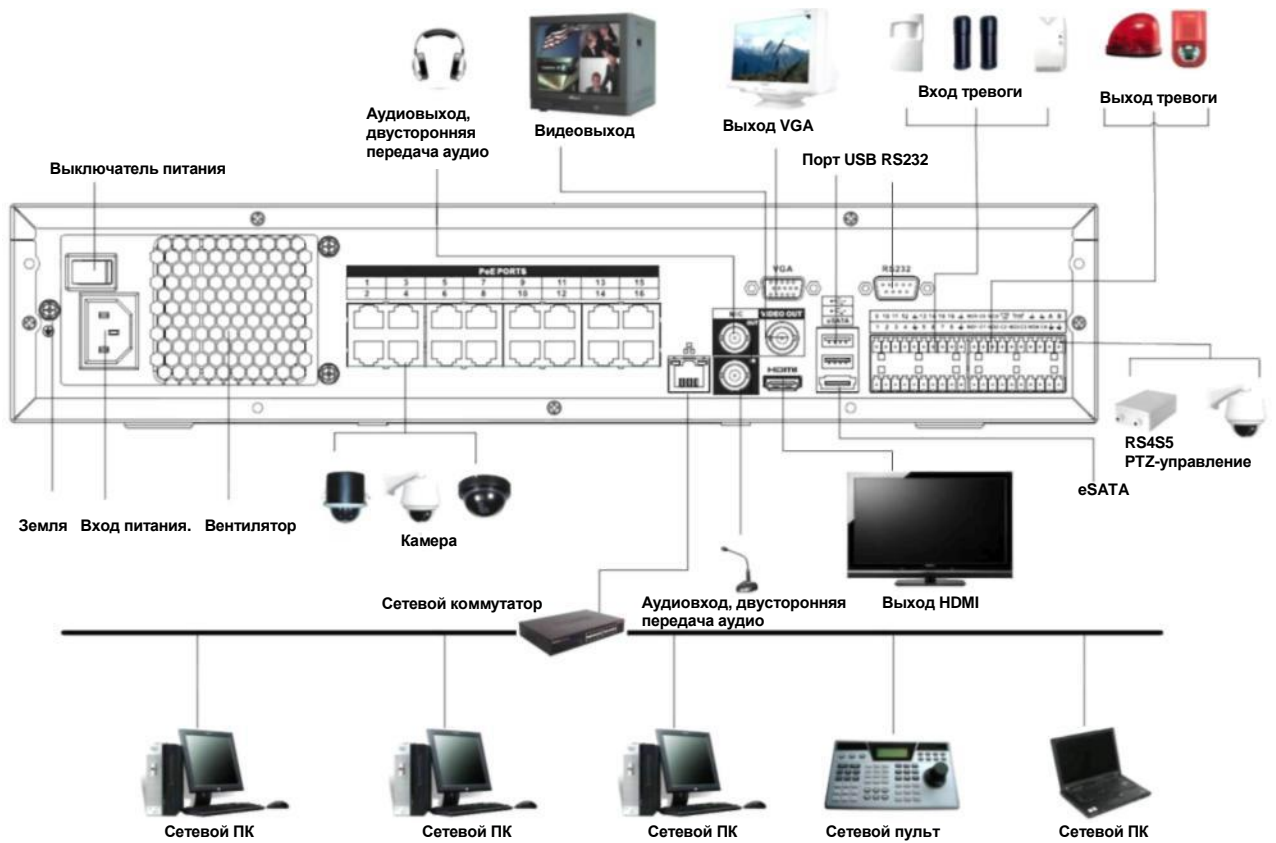 Аудиовыход,
двусторонняя
передача аудио
Видеовыход
Выход VGA
Вход тревоги
Выход тревоги
Выключатель питания
Порт USB RS232
PoE PORTS
1 3 5 7 9 11 13 15
2 4 6 8 10 12 14 16
VGA
RS232
MIC
OUT
VIDEO OUT
eSATA
HDMI
RS4S5
PTZ-управление
eSATA
Земля
Вход питания.
Вентилятор
Камера
Сетевой коммутатор
Аудиовход, двусторонняя
передача аудио
Выход HDMI
Сетевой ПК
Сетевой ПК
Сетевой ПК
Сетевой пульт
Сетевой ПК